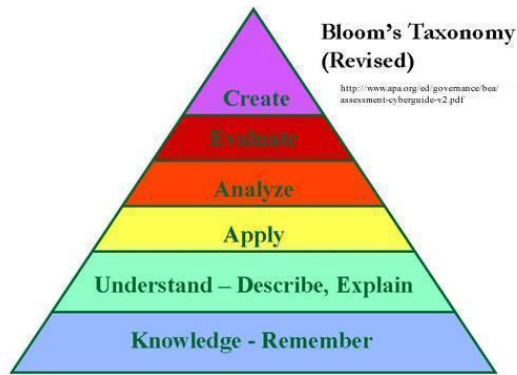 Bloom's Taxonomy
(Revised)
http://www.apa.org/ed/governance/bea/
assessment-cyberguide-v2.pdf
Create
Evaluate
Analyze
Apply
Understand – Describe, Explain
Knowledge - Remember